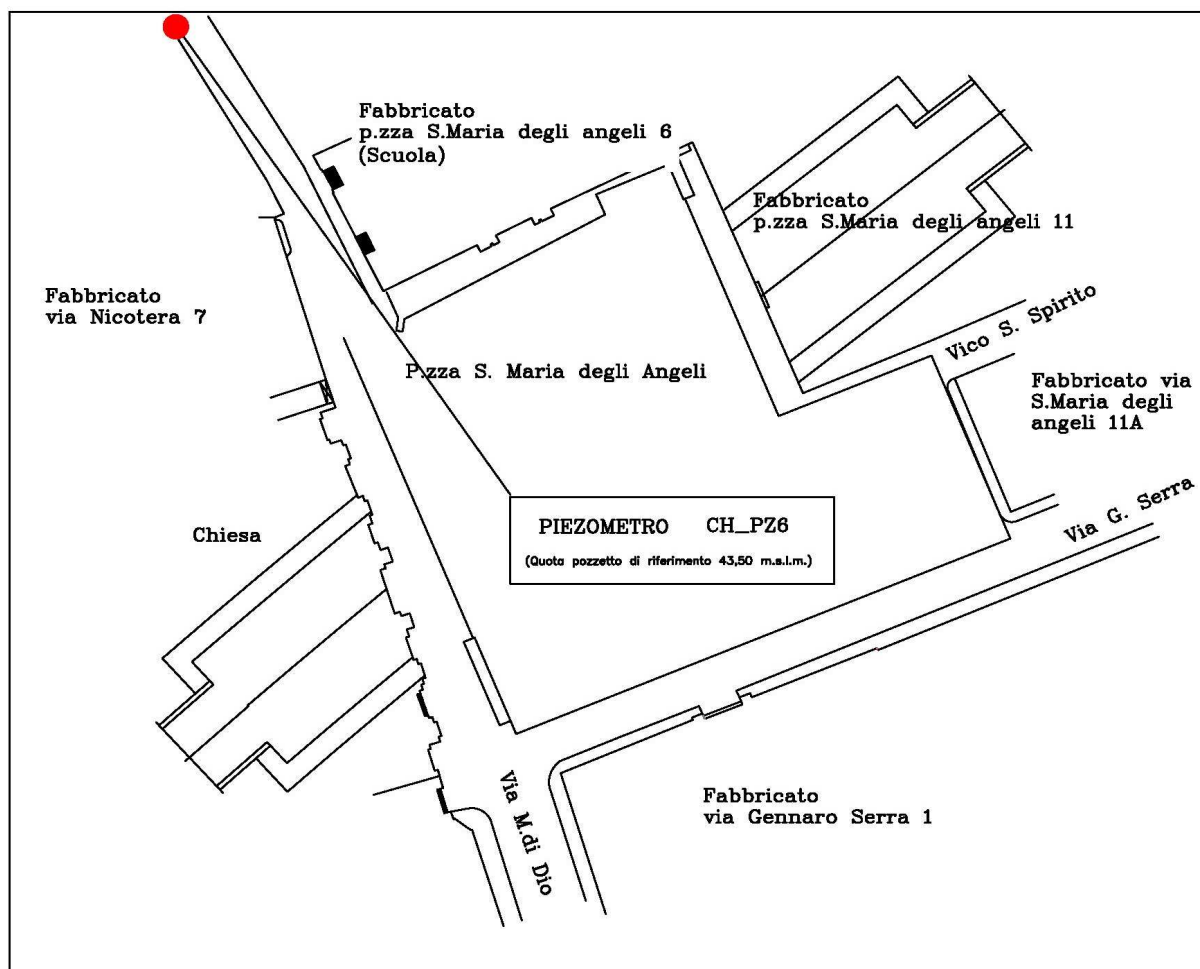 Fabbricato
p.zza S.Maria degli angeli 6
(Scuola)
Fabbricato
p.zza S.Maria degli angeli 11
Fabbricato
via Nicotera 7
Vico S. Spirito
P.zza S. Maria degli Angeli
Fabbricato via
S.Maria degli
angeli 11A
Via G. Serra
PIEZOMETRO CH_PZ6
(Quota pozzetto di riferimento 43,50 m.s.l.m.)
Chiesa
Via M.di Dio
Fabbricato
via Gennaro Serra 1